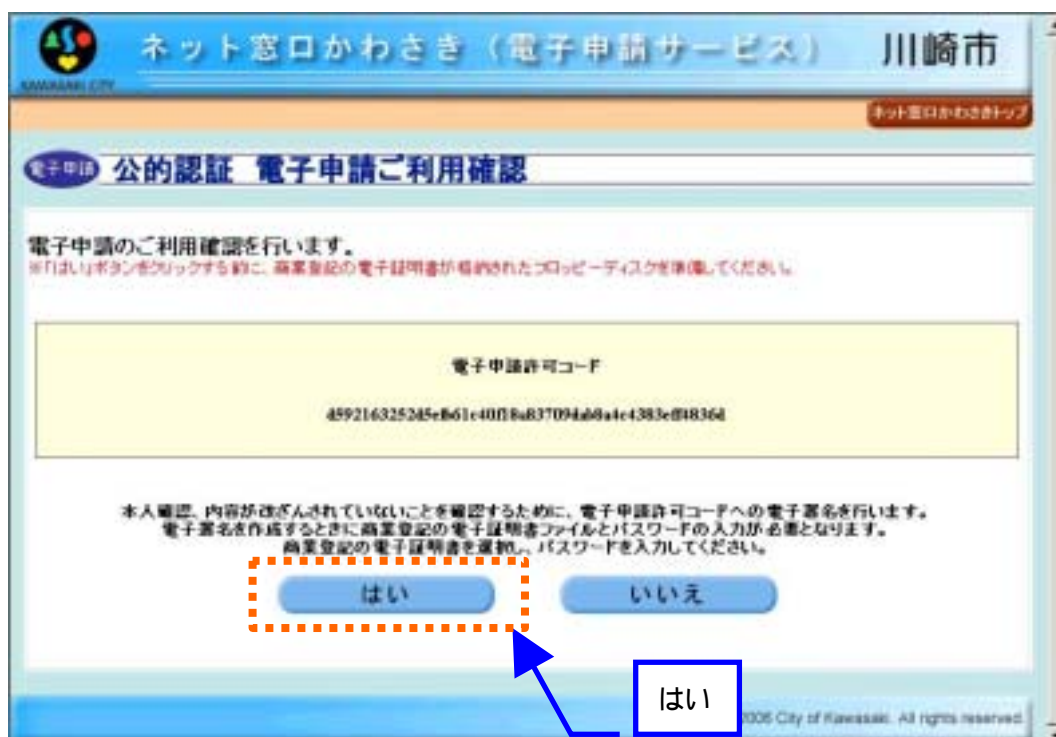 ネット窓口かわさき（電子申請サービス）
川崎市
KAWASAKI CITY
ネット窓口かわさきトップ
電子申請
公的認証 電子申請ご利用確認
電子申請のご利用確認を行います。
※「はい」ボタンをクリックする前に、商業登記の電子証明書が格納されたフロッピーディスクを準備してください。
電子申請許可コード
本人確認、内容が改ざんされていないことを確認するために、電子申請許可コードへの電子署名を行います。
電子署名を作成するときに商業登記の電子証明書ファイルとパスワードの入力が必要となります。
商業登記の電子証明書を選択し、パスワードを入力してください。
はい
いいえ
はい
2006 City of Kawasaki. All rights reserved.